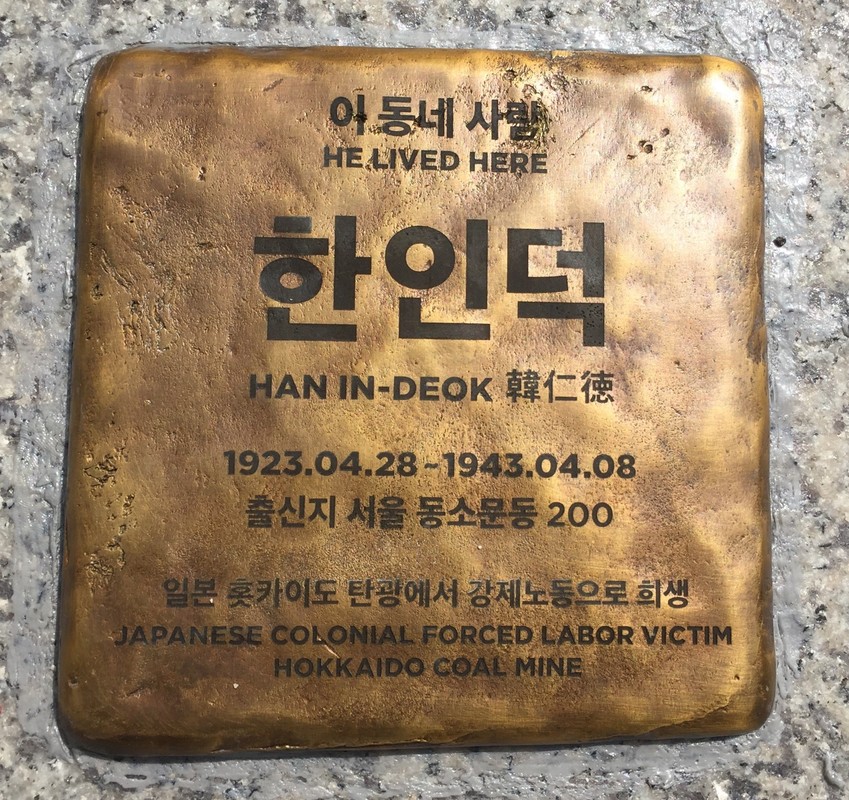 이 동네 사람
HE LIVED HERE
한인덕
HAN IN-DEOK 韓仁徳
1923.04.28~1943.04.08
출신지 서울 동소문동 200
일본 홋카이도 탄광에서 강제노동으로 희생
JAPANESE COLONIAL FORCED LABOR VICTIM
HOKKAIDO COAL MINE